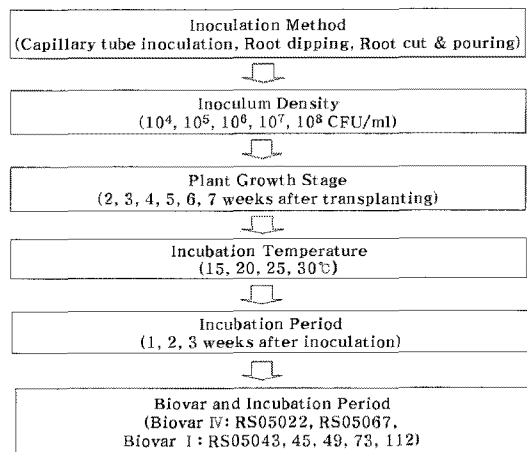 Inoculation Method
(Capillary tube inoculation, Root dipping, Root cut & pouring)
Inoculum Density
(10⁴, 10⁵, 10⁶, 10⁷, 10⁸ CFU/ml)
Plant Growth Stage
(2, 3, 4, 5, 6, 7 weeks after transplanting)
Incubation Temperature
(15, 20, 25, 30℃)
Incubation Period
(1, 2, 3 weeks after inoculation)
Biovar and Incubation Period
(Biovar Ⅳ: RS05022, RS05067,
Biovar Ⅰ: RS05043, 45, 49, 73, 112)